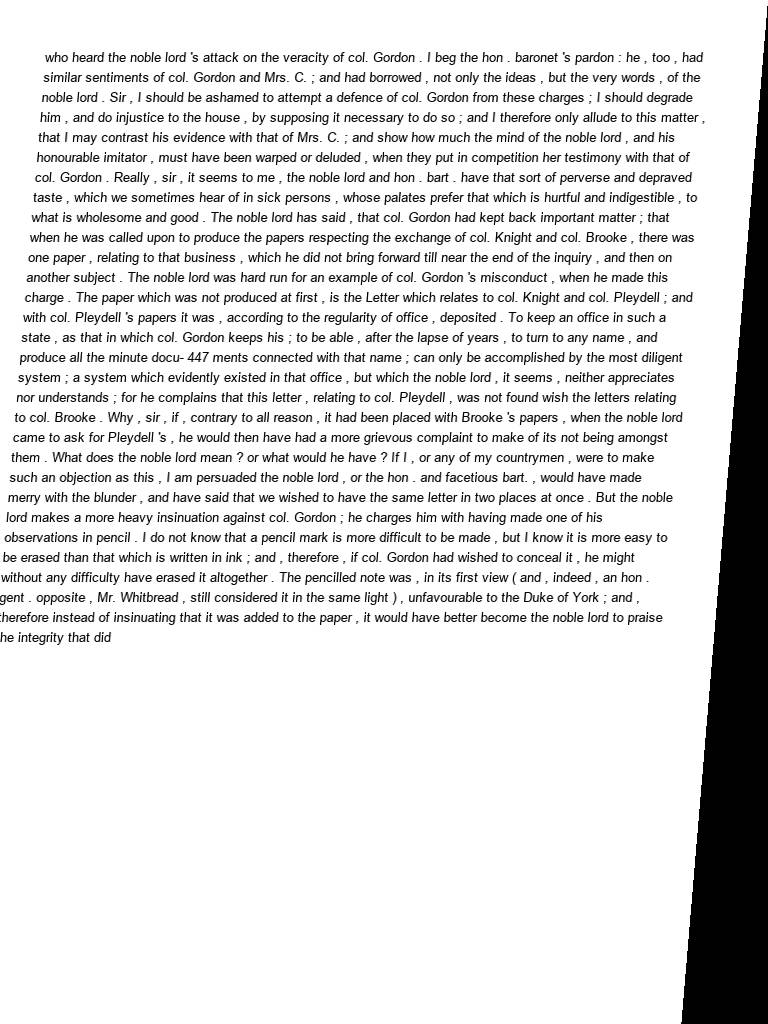 who heard the noble lord 's attack on the veracity of col. Gordon . I beg the hon . baronet 's pardon : he , too , had
similar sentiments of col. Gordon and Mrs. C. ; and had borrowed , not only the ideas , but the very words , of the
noble lord . Sir , I should be ashamed to attempt a defence of col. Gordon from these charges ; I should degrade
him , and do injustice to the house , by supposing it necessary to do so ; and I therefore only allude to this matter ,
that I may contrast his evidence with that of Mrs. C. ; and show how much the mind of the noble lord , and his
honourable imitator , must have been warped or deluded , when they put in competition her testimony with that of
col. Gordon . Really , sir , it seems to me , the noble lord and hon . bart . have that sort of perverse and depraved
taste , which we sometimes hear of in sick persons , whose palates prefer that which is hurtful and indigestible , to
what is wholesome and good . The noble lord has said , that col. Gordon had kept back important matter ; that
when he was called upon to produce the papers respecting the exchange of col. Knight and col. Brooke , there was
one paper , relating to that business , which he did not bring forward till near the end of the inquiry , and then on
another subject . The noble lord was hard run for an example of col. Gordon 's misconduct , when he made this
charge . The paper which was not produced at first , is the Letter which relates to col. Knight and col. Pleydell ; and
with col. Pleydell 's papers it was , according to the regularity of office , deposited . To keep an office in such a
state , as that in which col. Gordon keeps his ; to be able , after the lapse of years , to turn to any name , and
produce all the minute docu- 447 ments connected with that name ; can only be accomplished by the most diligent
system ; a system which evidently existed in that office , but which the noble lord , it seems , neither appreciates
nor understands ; for he complains that this letter , relating to col. Pleydell , was not found wish the letters relating
to col. Brooke . Why , sir , if , contrary to all reason , it had been placed with Brooke 's papers , when the noble lord
came to ask for Pleydell 's , he would then have had a more grievous complaint to make of its not being amongst
them . What does the noble lord mean ? or what would he have ? If I , or any of my countrymen , were to make
such an objection as this , I am persuaded the noble lord , or the hon . and facetious bart. , would have made
merry with the blunder , and have said that we wished to have the same letter in two places at once . But the noble
lord makes a more heavy insinuation against col. Gordon ; he charges him with having made one of his
observations in pencil . I do not know that a pencil mark is more difficult to be made , but I know it is more easy to
be erased than that which is written in ink ; and , therefore , if col. Gordon had wished to conceal it , he might
without any difficulty have erased it altogether . The pencilled note was , in its first view ( and , indeed , an hon .
gent . opposite , Mr. Whitbread , still considered it in the same light ) , unfavourable to the Duke of York ; and ,
therefore instead of insinuating that it was added to the paper , it would have better become the noble lord to praise
he integrity that did